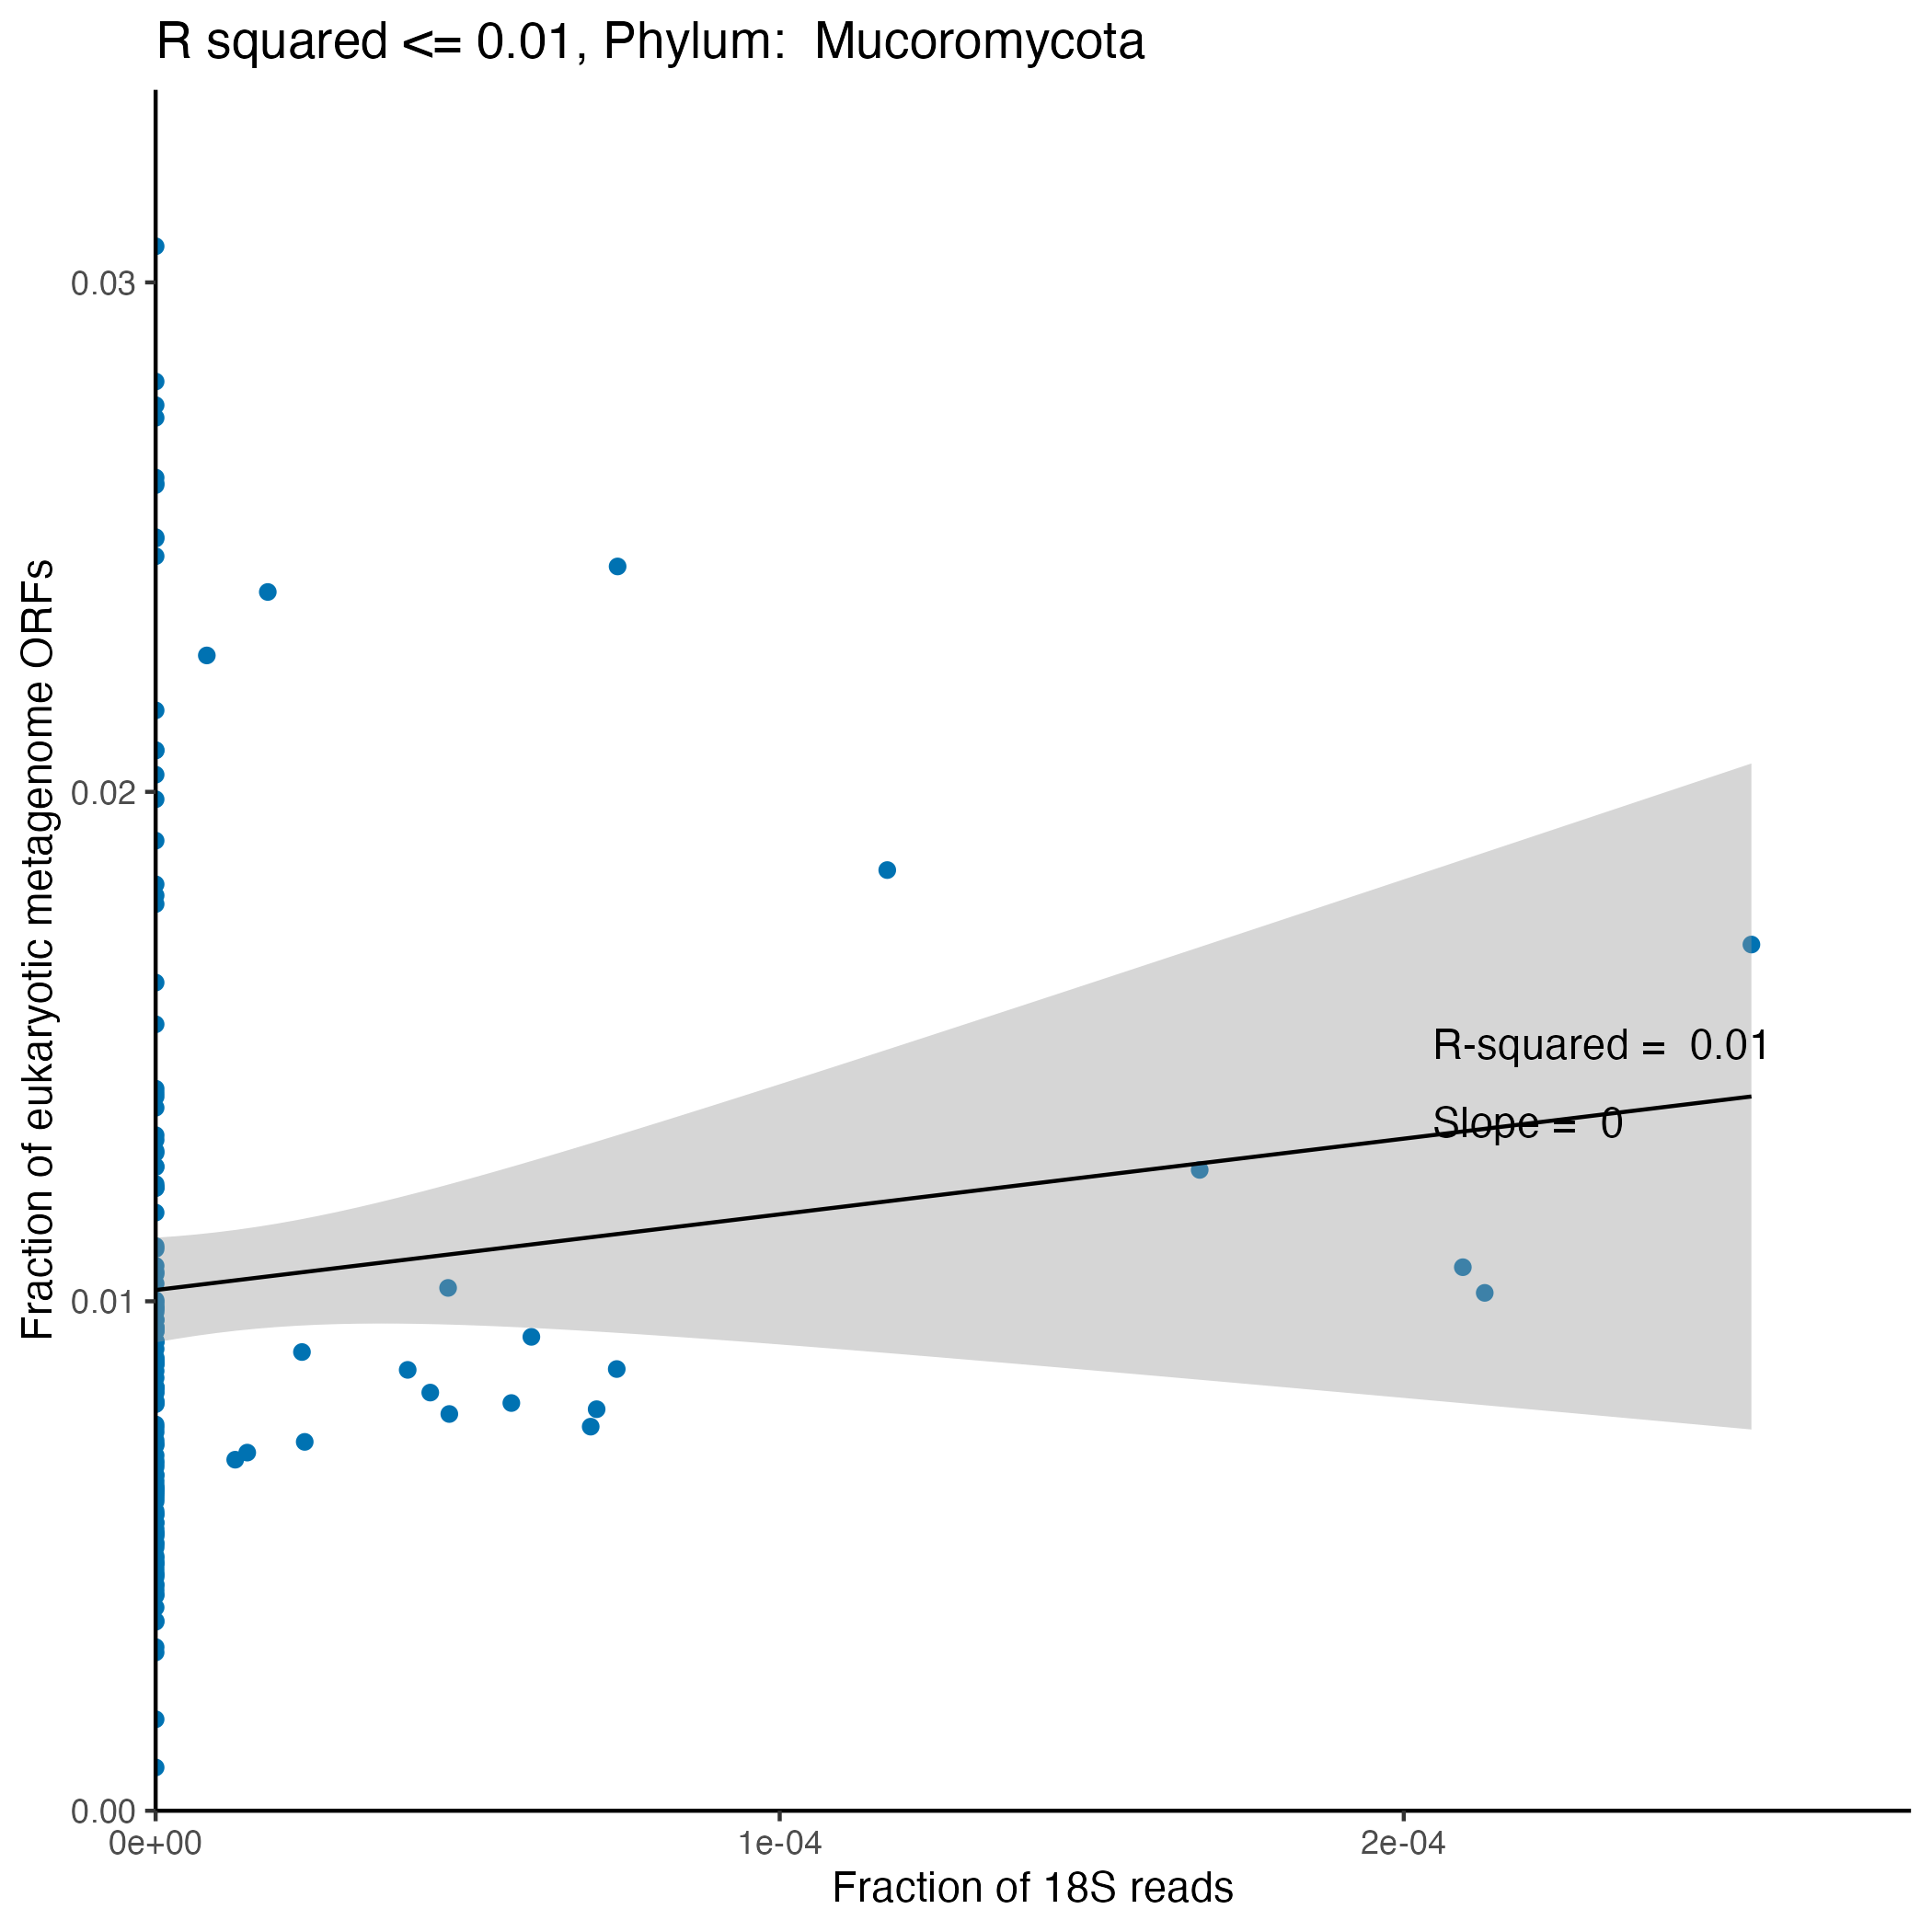 R squared <= 0.01, Phylum:  Mucoromycota
Fraction of eukaryotic metagenome ORFs
0.03
0.02
0.01
0.00
R-squared =  0.01
Slope =  0
0e+00
1e-04
2e-04
Fraction of 18S reads